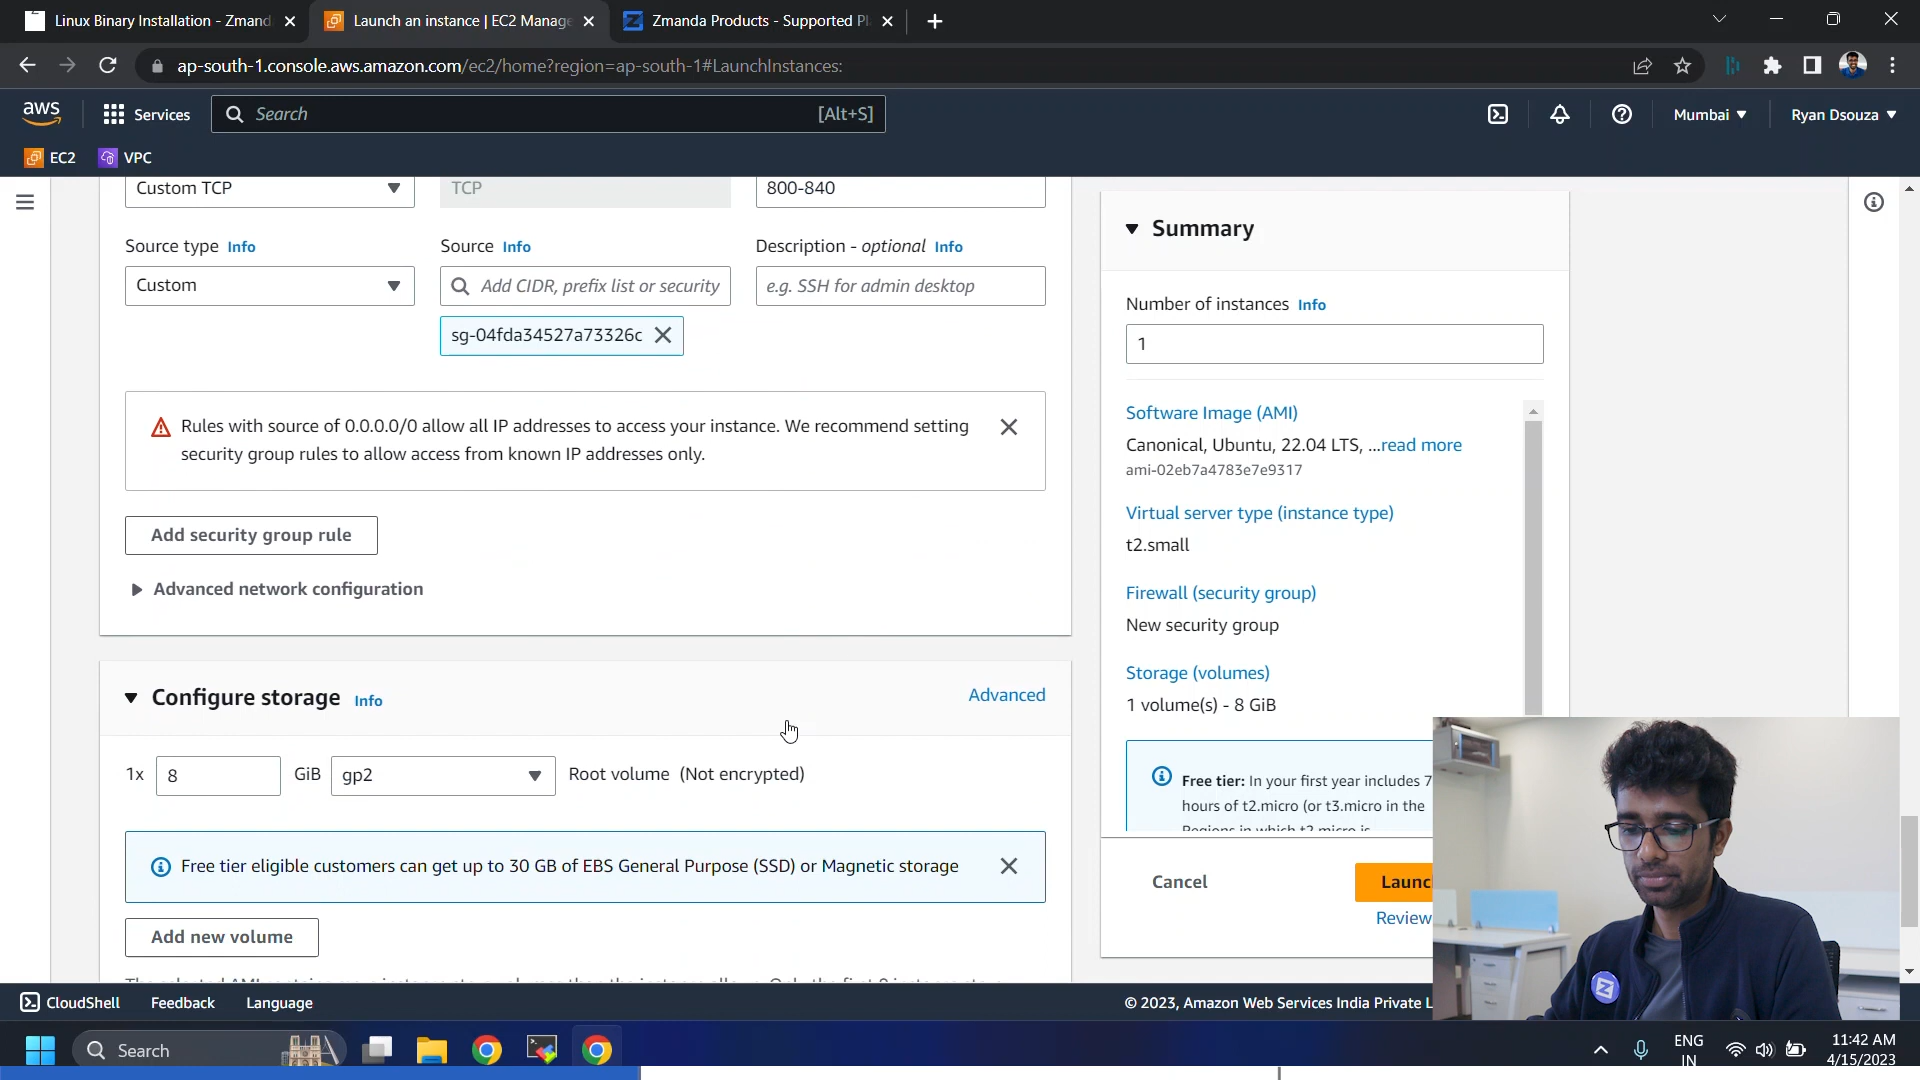 Linux Binary Installation - Zmand
Launch an instance | EC2 Manage
Zmanda Products - Supported Pl
ap-south-1.console.aws.amazon.com/ec2/home?region=ap-south-1#LaunchInstances:
aws
Services
Search
[Alt+S]
Mumbai
Ryan Dsouza
EC2
VPC
Custom TCP
TCP
800-840
Source type Info
Source Info
Description - optional Info
Custom
Add CIDR, prefix list or security
e.g. SSH for admin desktop
sg-04fda34527a73326c
Rules with source of 0.0.0.0/0 allow all IP addresses to access your instance. We recommend setting
security group rules to allow access from known IP addresses only.
Add security group rule
Advanced network configuration
Configure storage Info
Advanced
1x
8
GiB
gp2
Root volume (Not encrypted)
Free tier eligible customers can get up to 30 GB of EBS General Purpose (SSD) or Magnetic storage
Add new volume
Summary
Number of instances Info
1
Software Image (AMI)
Canonical, Ubuntu, 22.04 LTS, ...read more
ami-02eb7a4783e7e9317
Virtual server type (instance type)
t2.small
Firewall (security group)
New security group
Storage (volumes)
1 volume(s) - 8 GiB
Free tier: In your first year includes 7
hours of t2.micro (or t3.micro in the
Regions in which t2.micro is
Cancel
Launc
Review
CloudShell
Feedback
Language
© 2023, Amazon Web Services India Private L
Search
ENG
IN
11:42 AM
4/15/2023